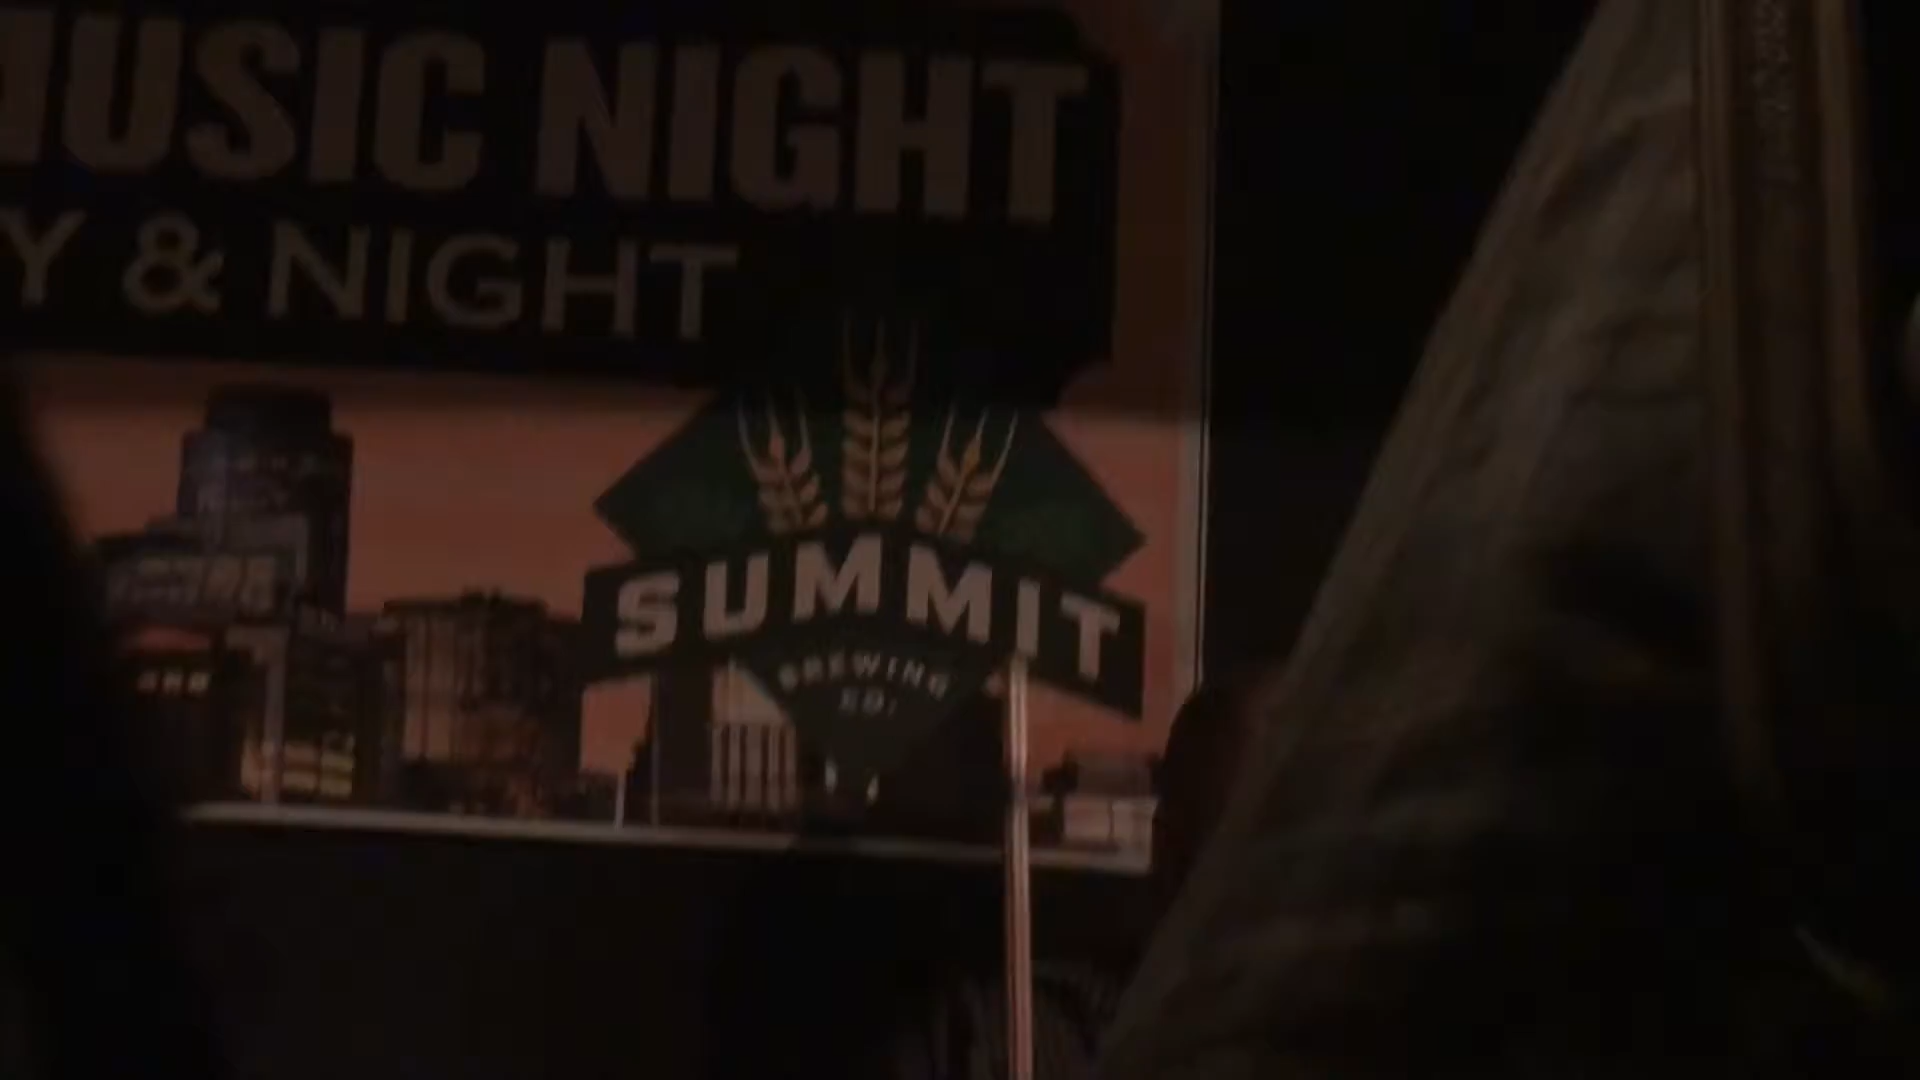 MUSIC NIGHT
Y & NIGHT
SUMMIT
BREWING
CO.